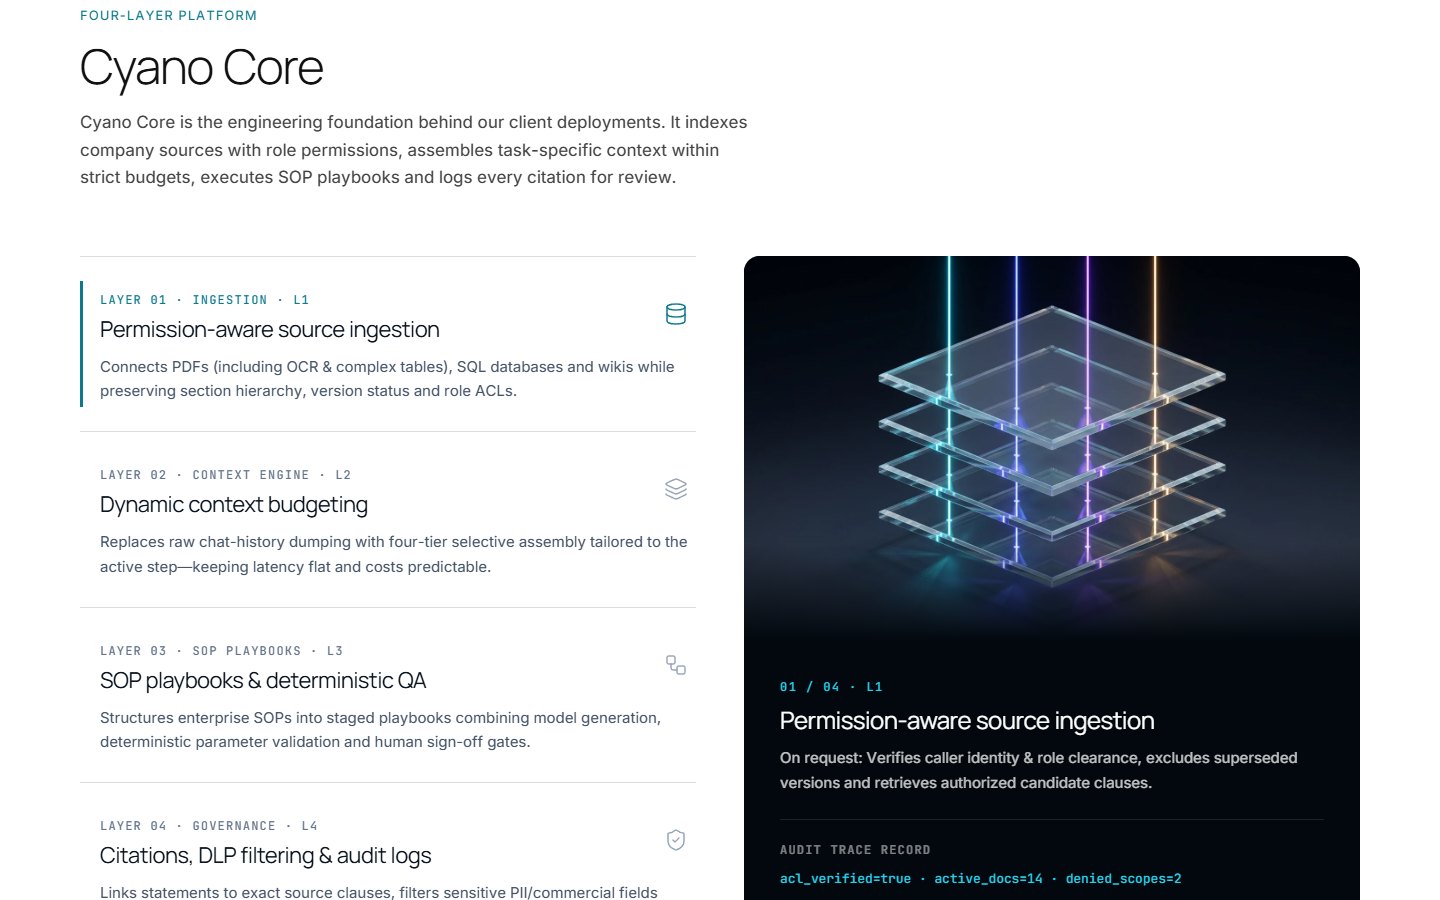 FOUR-LAYER PLATFORM
Cyano Core
Cyano Core is the engineering foundation behind our client deployments. It indexes
company sources with role permissions, assembles task-specific context within
strict budgets, executes SOP playbooks and logs every citation for review.
LAYER 01 · INGESTION · L1
Permission-aware source ingestion
Connects PDFs (including OCR & complex tables), SQL databases and wikis while
preserving section hierarchy, version status and role ACLs.
LAYER 02 · CONTEXT ENGINE · L2
Dynamic context budgeting
Replaces raw chat-history dumping with four-tier selective assembly tailored to the
active step—keeping latency flat and costs predictable.
LAYER 03 · SOP PLAYBOOKS · L3
SOP playbooks & deterministic QA
Structures enterprise SOPs into staged playbooks combining model generation,
deterministic parameter validation and human sign-off gates.
LAYER 04 · GOVERNANCE · L4
Citations, DLP filtering & audit logs
Links statements to exact source clauses, filters sensitive PII/commercial fields
01 / 04 · L1
Permission-aware source ingestion
On request: Verifies caller identity & role clearance, excludes superseded
versions and retrieves authorized candidate clauses.
AUDIT TRACE RECORD
acl_verified=true · active_docs=14 · denied_scopes=2